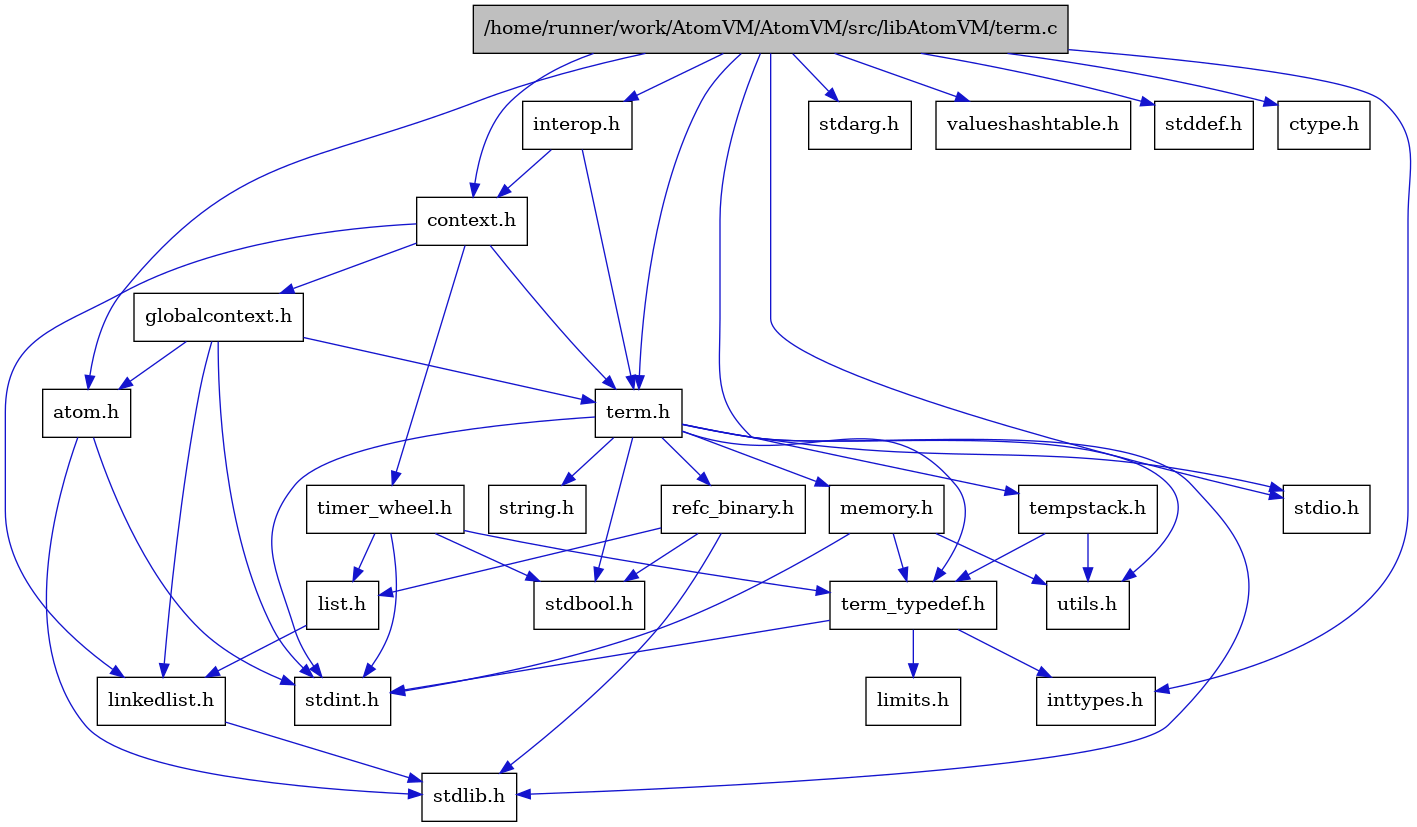 /home/runner/work/AtomVM/AtomVM/src/libAtomVM/term.c
interop.h
stdarg.h
valueshashtable.h
stddef.h
ctype.h
context.h
globalcontext.h
atom.h
term.h
timer_wheel.h
string.h
refc_binary.h
memory.h
tempstack.h
stdio.h
list.h
stdbool.h
term_typedef.h
utils.h
linkedlist.h
stdint.h
limits.h
inttypes.h
stdlib.h